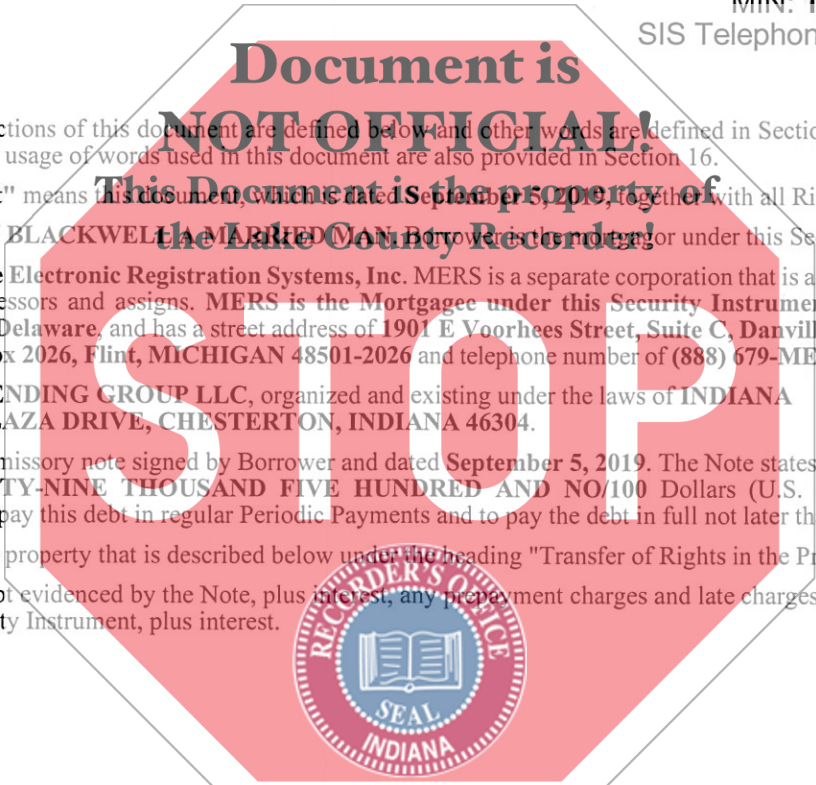 MIN: 1
SIS Telephon
Document is
NOT OFFICIAL!
ctions of this document are defined below and other words are defined in Sectio
usage of words used in this document are also provided in Section 16.
This Document is the property of
" means this document, which is dated September 5, 2019, together with all Ri
the Lake County Recorder!
BLACKWELL A MARRIED MAN. Borrower is the mortgagor under this Se
e Electronic Registration Systems, Inc. MERS is a separate corporation that is a
essors and assigns. MERS is the Mortgagee under this Security Instrumen
Delaware, and has a street address of 1901 E Voorhees Street, Suite C, Danvill
x 2026, Flint, MICHIGAN 48501-2026 and telephone number of (888) 679-ME
STOP
ENDING GROUP LLC, organized and existing under the laws of INDIANA
AZA DRIVE, CHESTERTON, INDIANA 46304.
missory note signed by Borrower and dated September 5, 2019. The Note states
TY-NINE THOUSAND FIVE HUNDRED AND NO/100 Dollars (U.S.
pay this debt in regular Periodic Payments and to pay the debt in full not later th
property that is described below under the heading "Transfer of Rights in the Pr
t evidenced by the Note, plus interest, any prepayment charges and late charges
ty Instrument, plus interest.
RECORDER'S OFFICE
SEAL
INDIANA